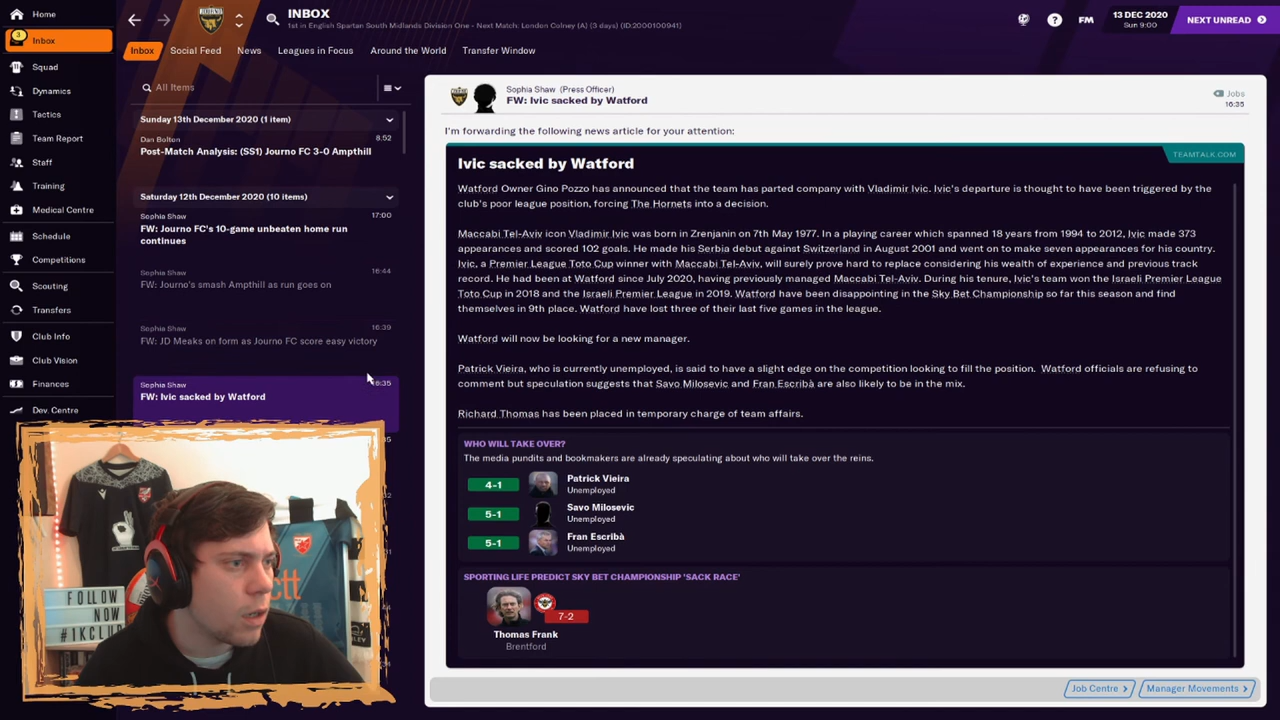 Home
3
Inbox
Squad
Dynamics
Tactics
Team Report
Staff
Training
Medical Centre
Schedule
Competitions
Scouting
Transfers
Club Info
Club Vision
Finances
Dev. Centre
INBOX
1st in English Spartan South Midlands Division One - Next Match: London Colney (A) (3 days) (ID:2000100941)
? FM
13 DEC 2020
Sun 9:00
NEXT UNREAD
Inbox Social Feed News Leagues in Focus Around the World Transfer Window
All Items
Sunday 13th December 2020 (1 item)
Dan Bolton 8:52
Post-Match Analysis: (SS1) Journo FC 3-0 Ampthill
Saturday 12th December 2020 (10 items)
Sophia Shaw 17:00
FW: Journo FC's 10-game unbeaten home run
continues
Sophia Shaw 16:44
FW: Journo's smash Ampthill as run goes on
Sophia Shaw 16:39
FW: JD Meaks on form as Journo FC score easy victory
Sophia Shaw 16:35
FW: Ivic sacked by Watford
Sophia Shaw (Press Officer)
FW: Ivic sacked by Watford
Jobs
16:35
I'm forwarding the following news article for your attention:
TEAMTALK.COM
Ivic sacked by Watford
Watford Owner Gino Pozzo has announced that the team has parted company with Vladimir Ivic. Ivic's departure is thought to have been triggered by the
club's poor league position, forcing The Hornets into a decision.
Maccabi Tel-Aviv icon Vladimir Ivic was born in Zrenjanin on 7th May 1977. In a playing career which spanned 18 years from 1994 to 2012, Ivic made 373
appearances and scored 102 goals. He made his Serbia debut against Switzerland in August 2001 and went on to make seven appearances for his country.
Ivic, a Premier League Toto Cup winner with Maccabi Tel-Aviv, will surely prove hard to replace considering his wealth of experience and previous track
record. He had been at Watford since July 2020, having previously managed Maccabi Tel-Aviv. During his tenure, Ivic's team won the Israeli Premier League
Toto Cup in 2018 and the Israeli Premier League in 2019. Watford have been disappointing in the Sky Bet Championship so far this season and find
themselves in 9th place. Watford have lost three of their last five games in the league.
Watford will now be looking for a new manager.
Patrick Vieira, who is currently unemployed, is said to have a slight edge on the competition looking to fill the position. Watford officials are refusing to
comment but speculation suggests that Savo Milosevic and Fran Escribà are also likely to be in the mix.
Richard Thomas has been placed in temporary charge of team affairs.
WHO WILL TAKE OVER?
The media pundits and bookmakers are already speculating about who will take over the reins.
4-1 Patrick Vieira
Unemployed
5-1 Savo Milosevic
Unemployed
5-1 Fran Escribà
Unemployed
SPORTING LIFE PREDICT SKY BET CHAMPIONSHIP 'SACK RACE'
7-2
Thomas Frank
Brentford
Job Centre
Manager Movements
FOLLOW
NOW
#1KCLU